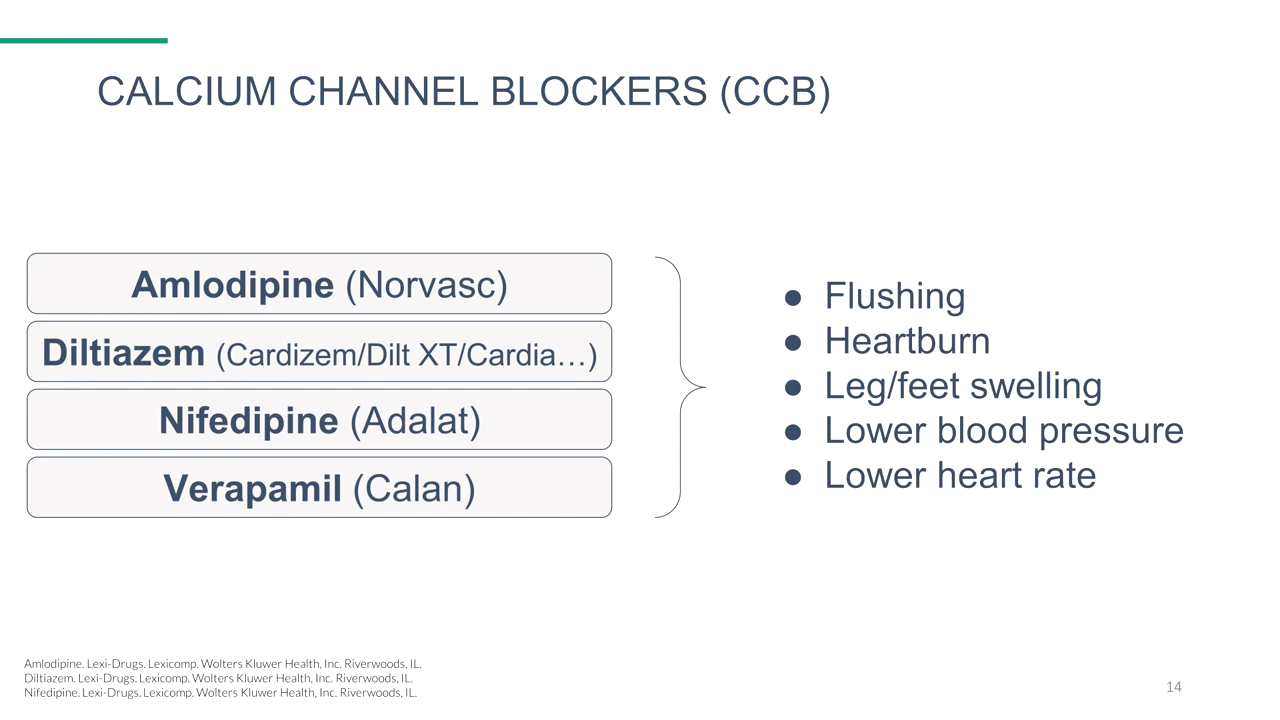 CALCIUM CHANNEL BLOCKERS (CCB)
Amlodipine (Norvasc)
Diltiazem (Cardizem/Dilt XT/Cardia…)
Nifedipine (Adalat)
Verapamil (Calan)
● Flushing
● Heartburn
● Leg/feet swelling
● Lower blood pressure
● Lower heart rate
Amlodipine. Lexi-Drugs. Lexicomp. Wolters Kluwer Health, Inc. Riverwoods, IL.
Diltiazem. Lexi-Drugs. Lexicomp. Wolters Kluwer Health, Inc. Riverwoods, IL.
Nifedipine. Lexi-Drugs. Lexicomp. Wolters Kluwer Health, Inc. Riverwoods, IL.
14